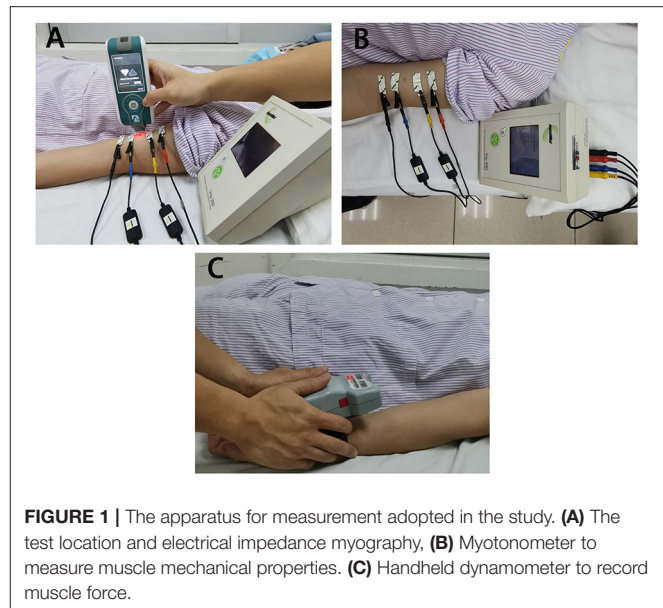 A
B
C
FIGURE 1 | The apparatus for measurement adopted in the study. (A) The
test location and electrical impedance myography, (B) Myotonometer to
measure muscle mechanical properties. (C) Handheld dynamometer to record
muscle force.